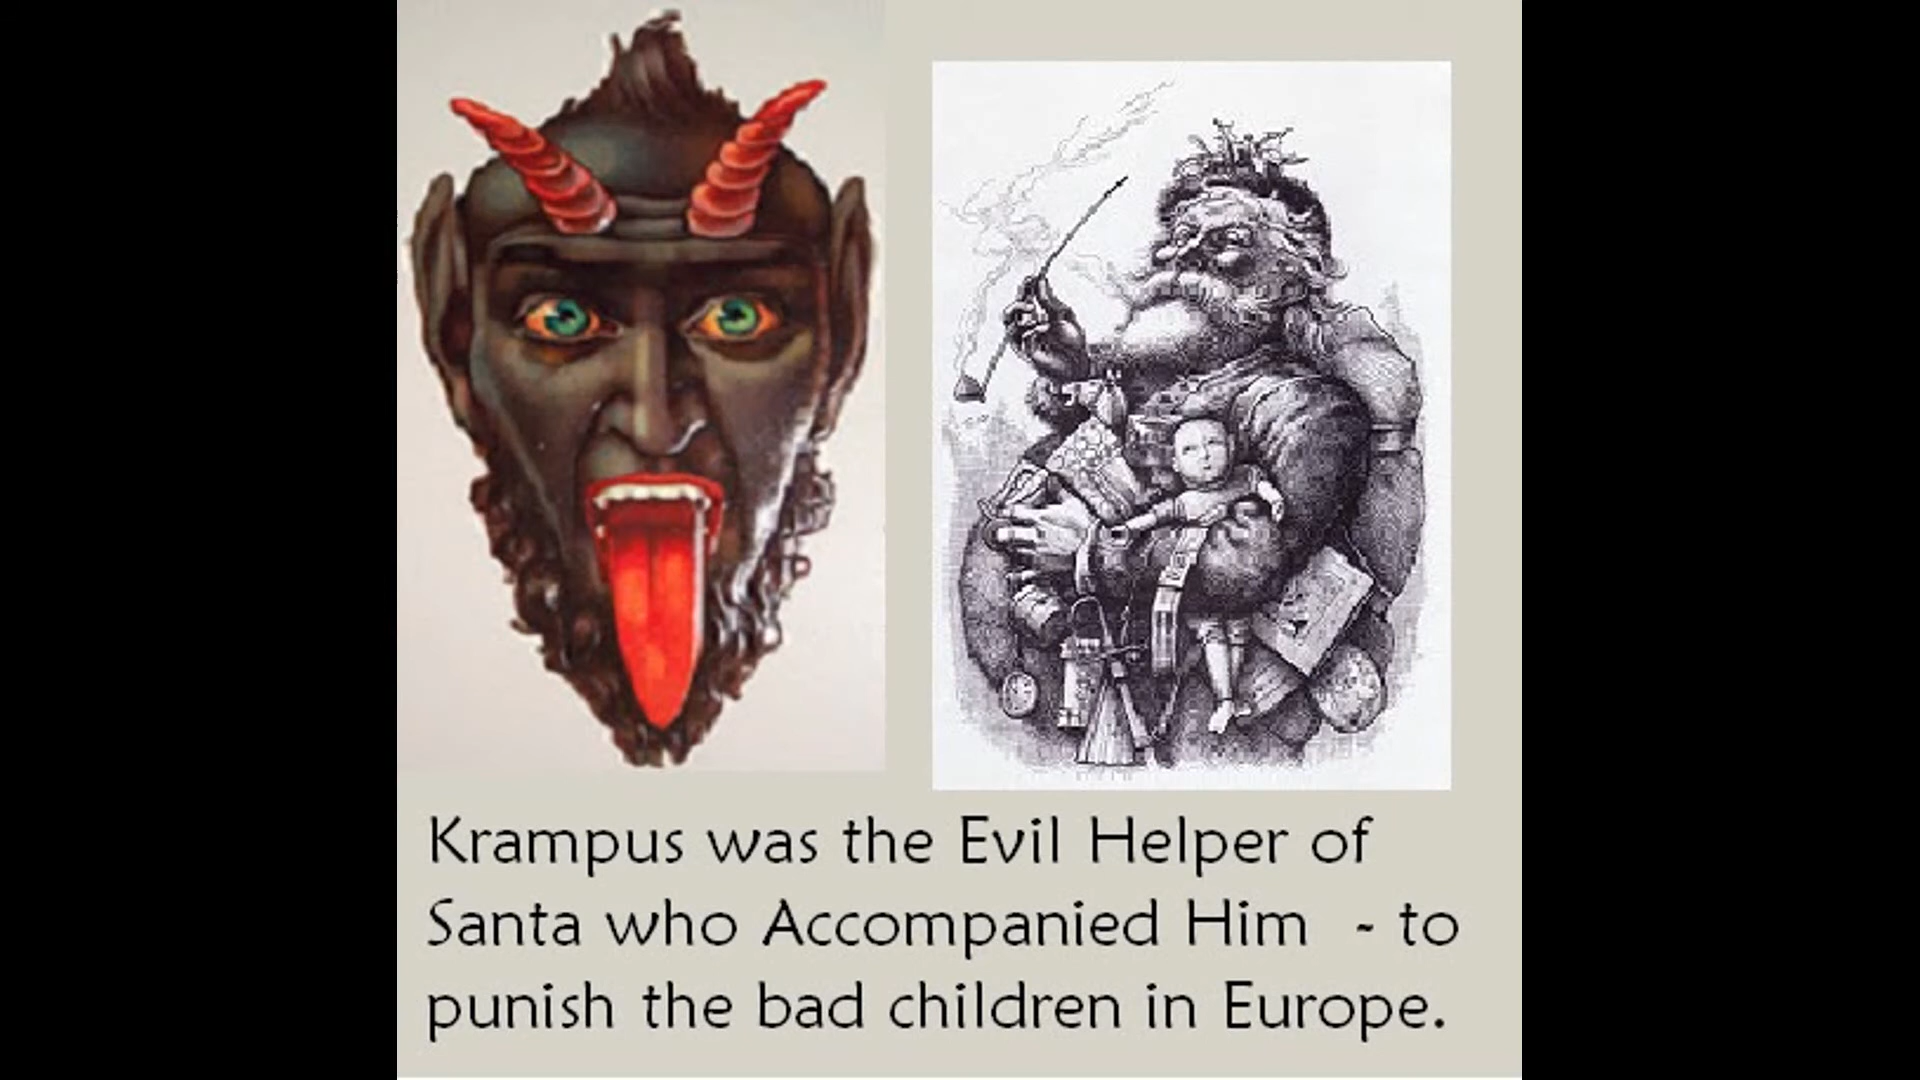 Krampus was the Evil Helper of
Santa who Accompanied Him - to
punish the bad children in Europe.